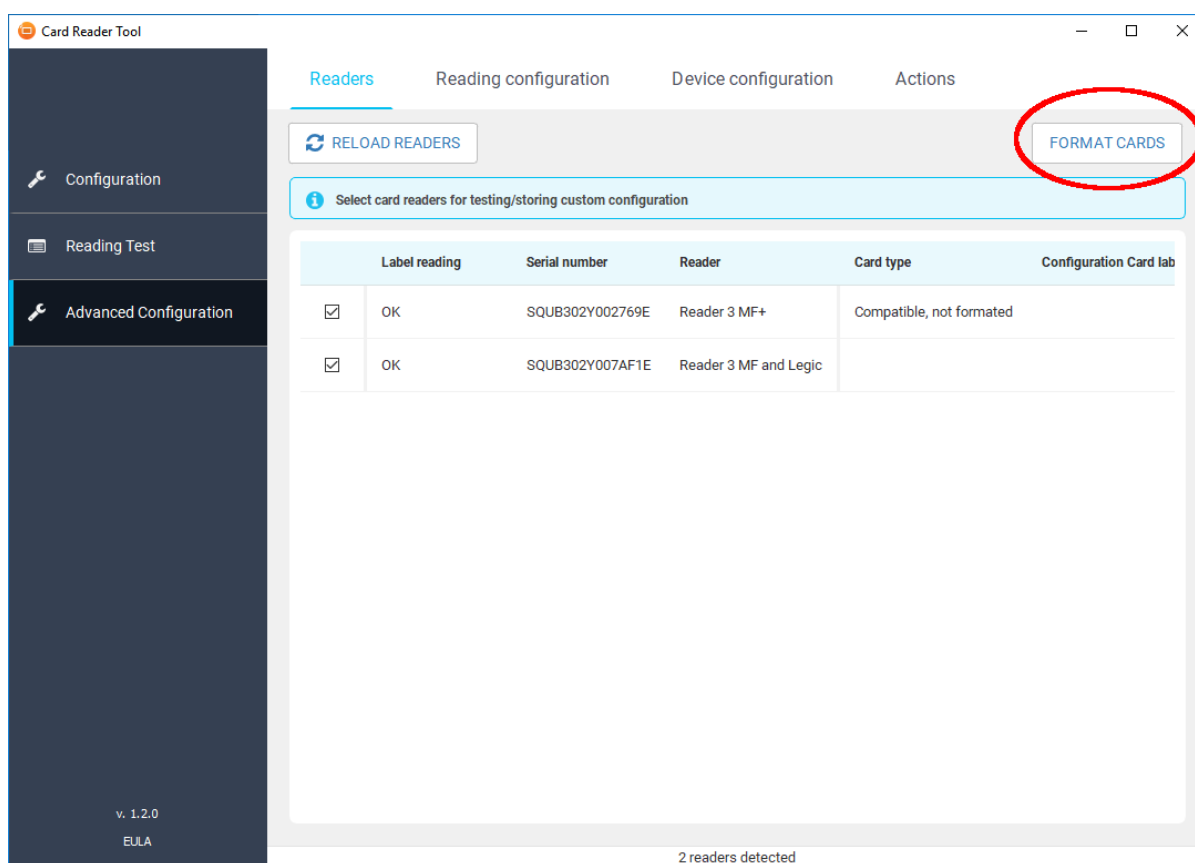 Card Reader Tool
Readers Reading configuration Device configuration Actions
RELOAD READERS FORMAT CARDS
Configuration
Select card readers for testing/storing custom configuration
Reading Test
Label reading Serial number Reader Card type Configuration Card lab
Advanced Configuration
OK SQUB302Y002769E Reader 3 MF+ Compatible, not formated
OK SQUB302Y007AF1E Reader 3 MF and Legic
v. 1.2.0
EULA
2 readers detected